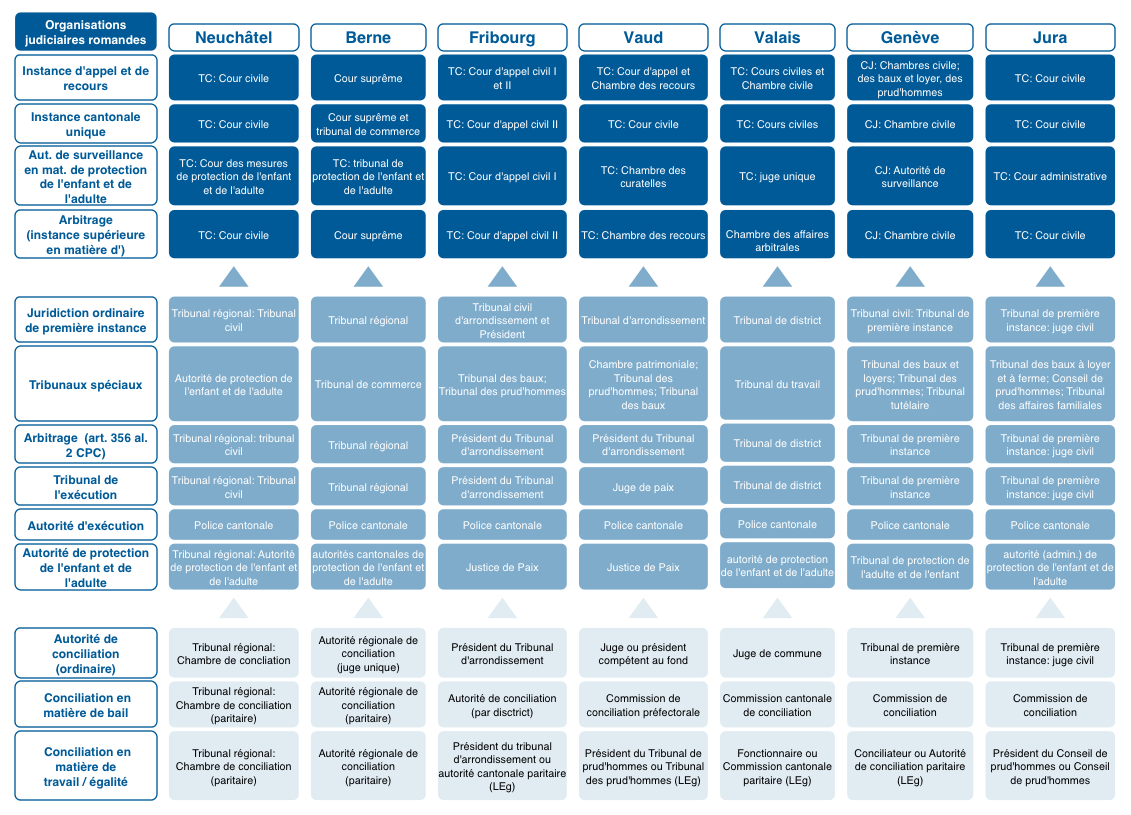 Organisations
judiciaires romandes
Neuchâtel
Berne
Fribourg
Vaud
Valais
Genève
Jura
Instance d'appel et de
recours
TC: Cour civile
Cour suprême
TC: Cour d'appel civil I
et II
TC: Cour d'appel et
Chambre des recours
TC: Cours civiles et
Chambre civile
CJ: Chambres civile;
des baux et loyer, des
prud'hommes
TC: Cour civile
Instance cantonale
unique
TC: Cour civile
Cour suprême et
tribunal de commerce
TC: Cour d'appel civil II
TC: Cour civile
TC: Cours civiles
CJ: Chambre civile
TC: Cour civile
Aut. de surveillance
en mat. de protection
de l'enfant et de
l'adulte
TC: Cour des mesures
de protection de l'enfant
et de l'adulte
TC: tribunal de
protection de l'enfant et
de l'adulte
TC: Cour d'appel civil I
TC: Chambre des
curatelles
TC: juge unique
CJ: Autorité de
surveillance
TC: Cour administrative
Arbitrage
(instance supérieure
en matière d')
TC: Cour civile
Cour suprême
TC: Cour d'appel civil II
TC: Chambre des recours
Chambre des affaires
arbitrales
CJ: Chambre civile
TC: Cour civile
Juridiction ordinaire
de première instance
Tribunal régional: Tribunal
civil
Tribunal régional
Tribunal civil
d'arrondissement et
Président
Tribunal d'arrondissement
Tribunal de district
Tribunal civil: Tribunal de
première instance
Tribunal de première
instance: juge civil
Tribunaux spéciaux
Autorité de protection de
l'enfant et de l'adulte
Tribunal de commerce
Tribunal des baux;
Tribunal des prud'hommes
Chambre patrimoniale;
Tribunal des
prud'hommes; Tribunal
des baux
Tribunal du travail
Tribunal des baux et
loyers; Tribunal des
prud'hommes; Tribunal
tutélaire
Tribunal des baux à loyer
et à ferme; Conseil de
prud'hommes; Tribunal
des affaires familiales
Arbitrage (art. 356 al.
2 CPC)
Tribunal régional: tribunal
civil
Tribunal régional
Président du Tribunal
d'arrondissement
Président du Tribunal
d'arrondissement
Tribunal de district
Tribunal de première
instance
Tribunal de première
instance: juge civil
Tribunal de
l'exécution
Tribunal régional: Tribunal
civil
Tribunal régional
Président du Tribunal
d'arrondissement
Juge de paix
Tribunal de district
Tribunal de première
instance
Tribunal de première
instance: juge civil
Autorité d'exécution
Police cantonale
Police cantonale
Police cantonale
Police cantonale
Police cantonale
Police cantonale
Police cantonale
Autorité de protection
de l'enfant et de
l'adulte
Tribunal régional: Autorité
de protection de l'enfant et
de l'adulte
autorités cantonales de
protection de l'enfant et
de l'adulte
Justice de Paix
Justice de Paix
autorité de protection
de l'enfant et de l'adulte
Tribunal de protection de
l'adulte et de l'enfant
autorité (admin.) de
protection de l'enfant et de
l'adulte
Autorité de
conciliation
(ordinaire)
Tribunal régional:
Chambre de concliation
Autorité régionale de
conciliation
(juge unique)
Président du Tribunal
d'arrondissement
Juge ou président
compétent au fond
Juge de commune
Tribunal de première
instance
Tribunal de première
instance: juge civil
Conciliation en
matière de bail
Tribunal régional:
Chambre de conciliation
(paritaire)
Autorité régionale de
conciliation
(paritaire)
Autorité de conciliation
(par disctrict)
Commission de
conciliation préfectorale
Commission cantonale
de conciliation
Commission de
conciliation
Commission de
conciliation
Conciliation en
matière de
travail / égalité
Tribunal régional:
Chambre de conciliation
(paritaire)
Autorité régionale de
conciliation
(paritaire)
Président du tribunal
d'arrondissement ou
autorité cantonale paritaire
(LEg)
Président du Tribunal de
prud'hommes ou Tribunal
des prud'hommes (LEg)
Fonctionnaire ou
Commission cantonale
paritaire (LEg)
Conciliateur ou Autorité
de conciliation paritaire
(LEg)
Président du Conseil de
prud'hommes ou Conseil
de prud'hommes